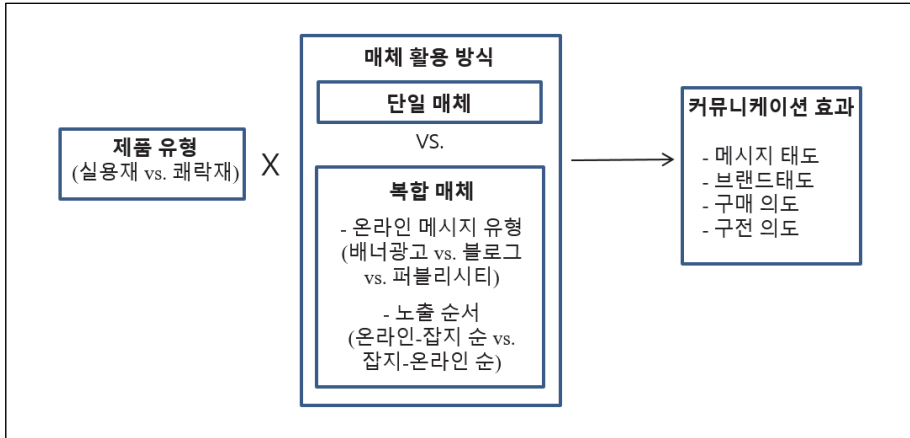 제품 유형
(실용재 vs. 쾌락재)
X
매체 활용 방식
단일 매체
VS.
복합 매체
- 온라인 메시지 유형
(배너광고 vs. 블로그
vs. 퍼블리시티)
- 노출 순서
(온라인-잡지 순 vs.
잡지-온라인 순)
커뮤니케이션 효과
- 메시지 태도
- 브랜드태도
- 구매 의도
- 구전 의도